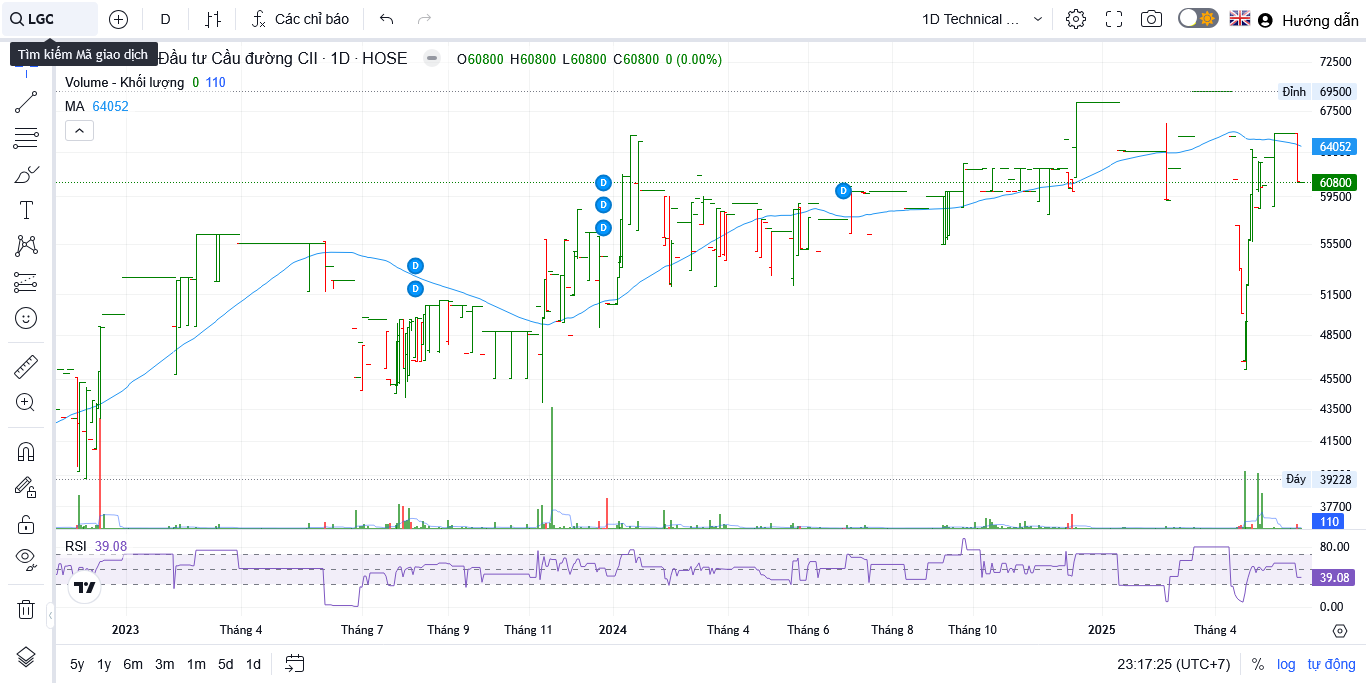 LGC
D
Các chỉ báo
1D Technical ...
Hướng dẫn
Tìm kiếm Mã giao dịch
Đầu tư Cầu đường CII · 1D · HOSE
O60800 H60800 L60800 C60800 0 (0.00%)
Volume - Khối lượng 0 110
MA 64052
72500
Đỉnh 69500
67500
64052
60800
59500
55500
51500
48500
45500
43500
41500
Đáy 39228
37700
110
D
D
D
D
D
D
RSI 39.08
80.00
39.08
0.00
2023
Tháng 4
Tháng 7
Tháng 9
Tháng 11
2024
Tháng 4
Tháng 6
Tháng 8
Tháng 10
2025
Tháng 4
5y 1y 6m 3m 1m 5d 1d
23:17:25 (UTC+7)
% log tự động